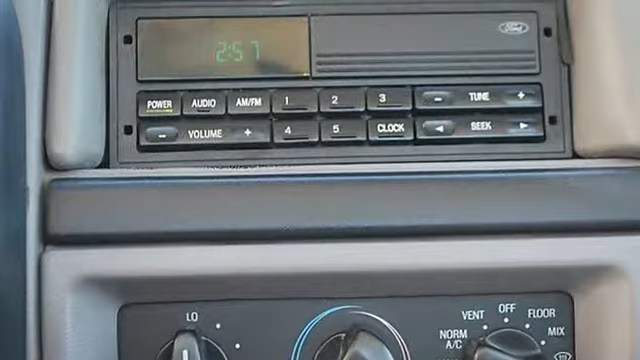 Ford
2:57
POWER AUDIO AM/FM 1 2 3 - TUNE +
- VOLUME + 4 5 CLOCK SEEK
LO
VENT OFF FLOOR
NORM A/C MIX